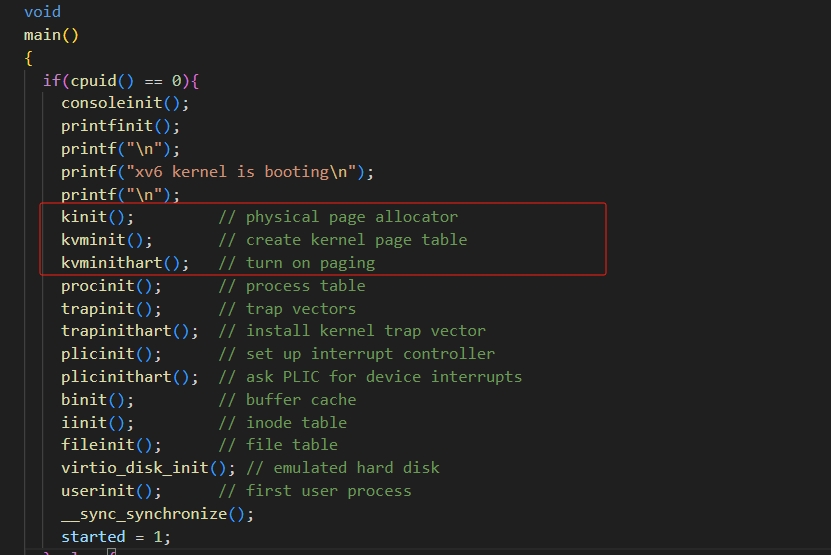 void
main()
{
if(cpuid() == 0){
consoleinit();
printfinit();
printf("\n");
printf("xv6 kernel is booting\n");
printf("\n");
kinit();         // physical page allocator
kvminit();       // create kernel page table
kvminithart();   // turn on paging
procinit();      // process table
trapinit();      // trap vectors
trapinithart();  // install kernel trap vector
plicinit();      // set up interrupt controller
plicinithart();  // ask PLIC for device interrupts
binit();         // buffer cache
iinit();         // inode table
fileinit();      // file table
virtio_disk_init(); // emulated hard disk
userinit();      // first user process
__sync_synchronize();
started = 1;